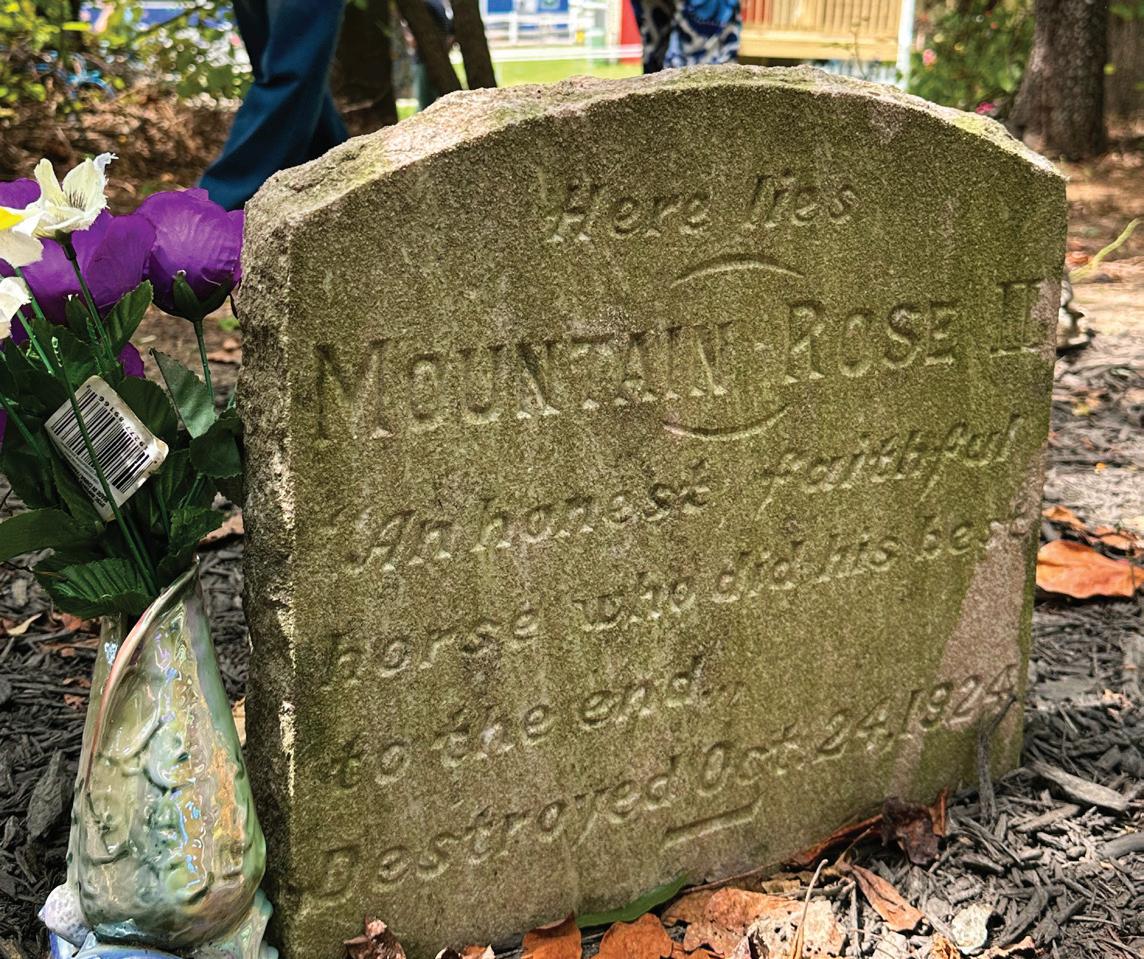 Here lies
MOUNTAIN ROSE II
"An honest faithful
horse who did his best
to the end."
Destroyed Oct 24, 1924